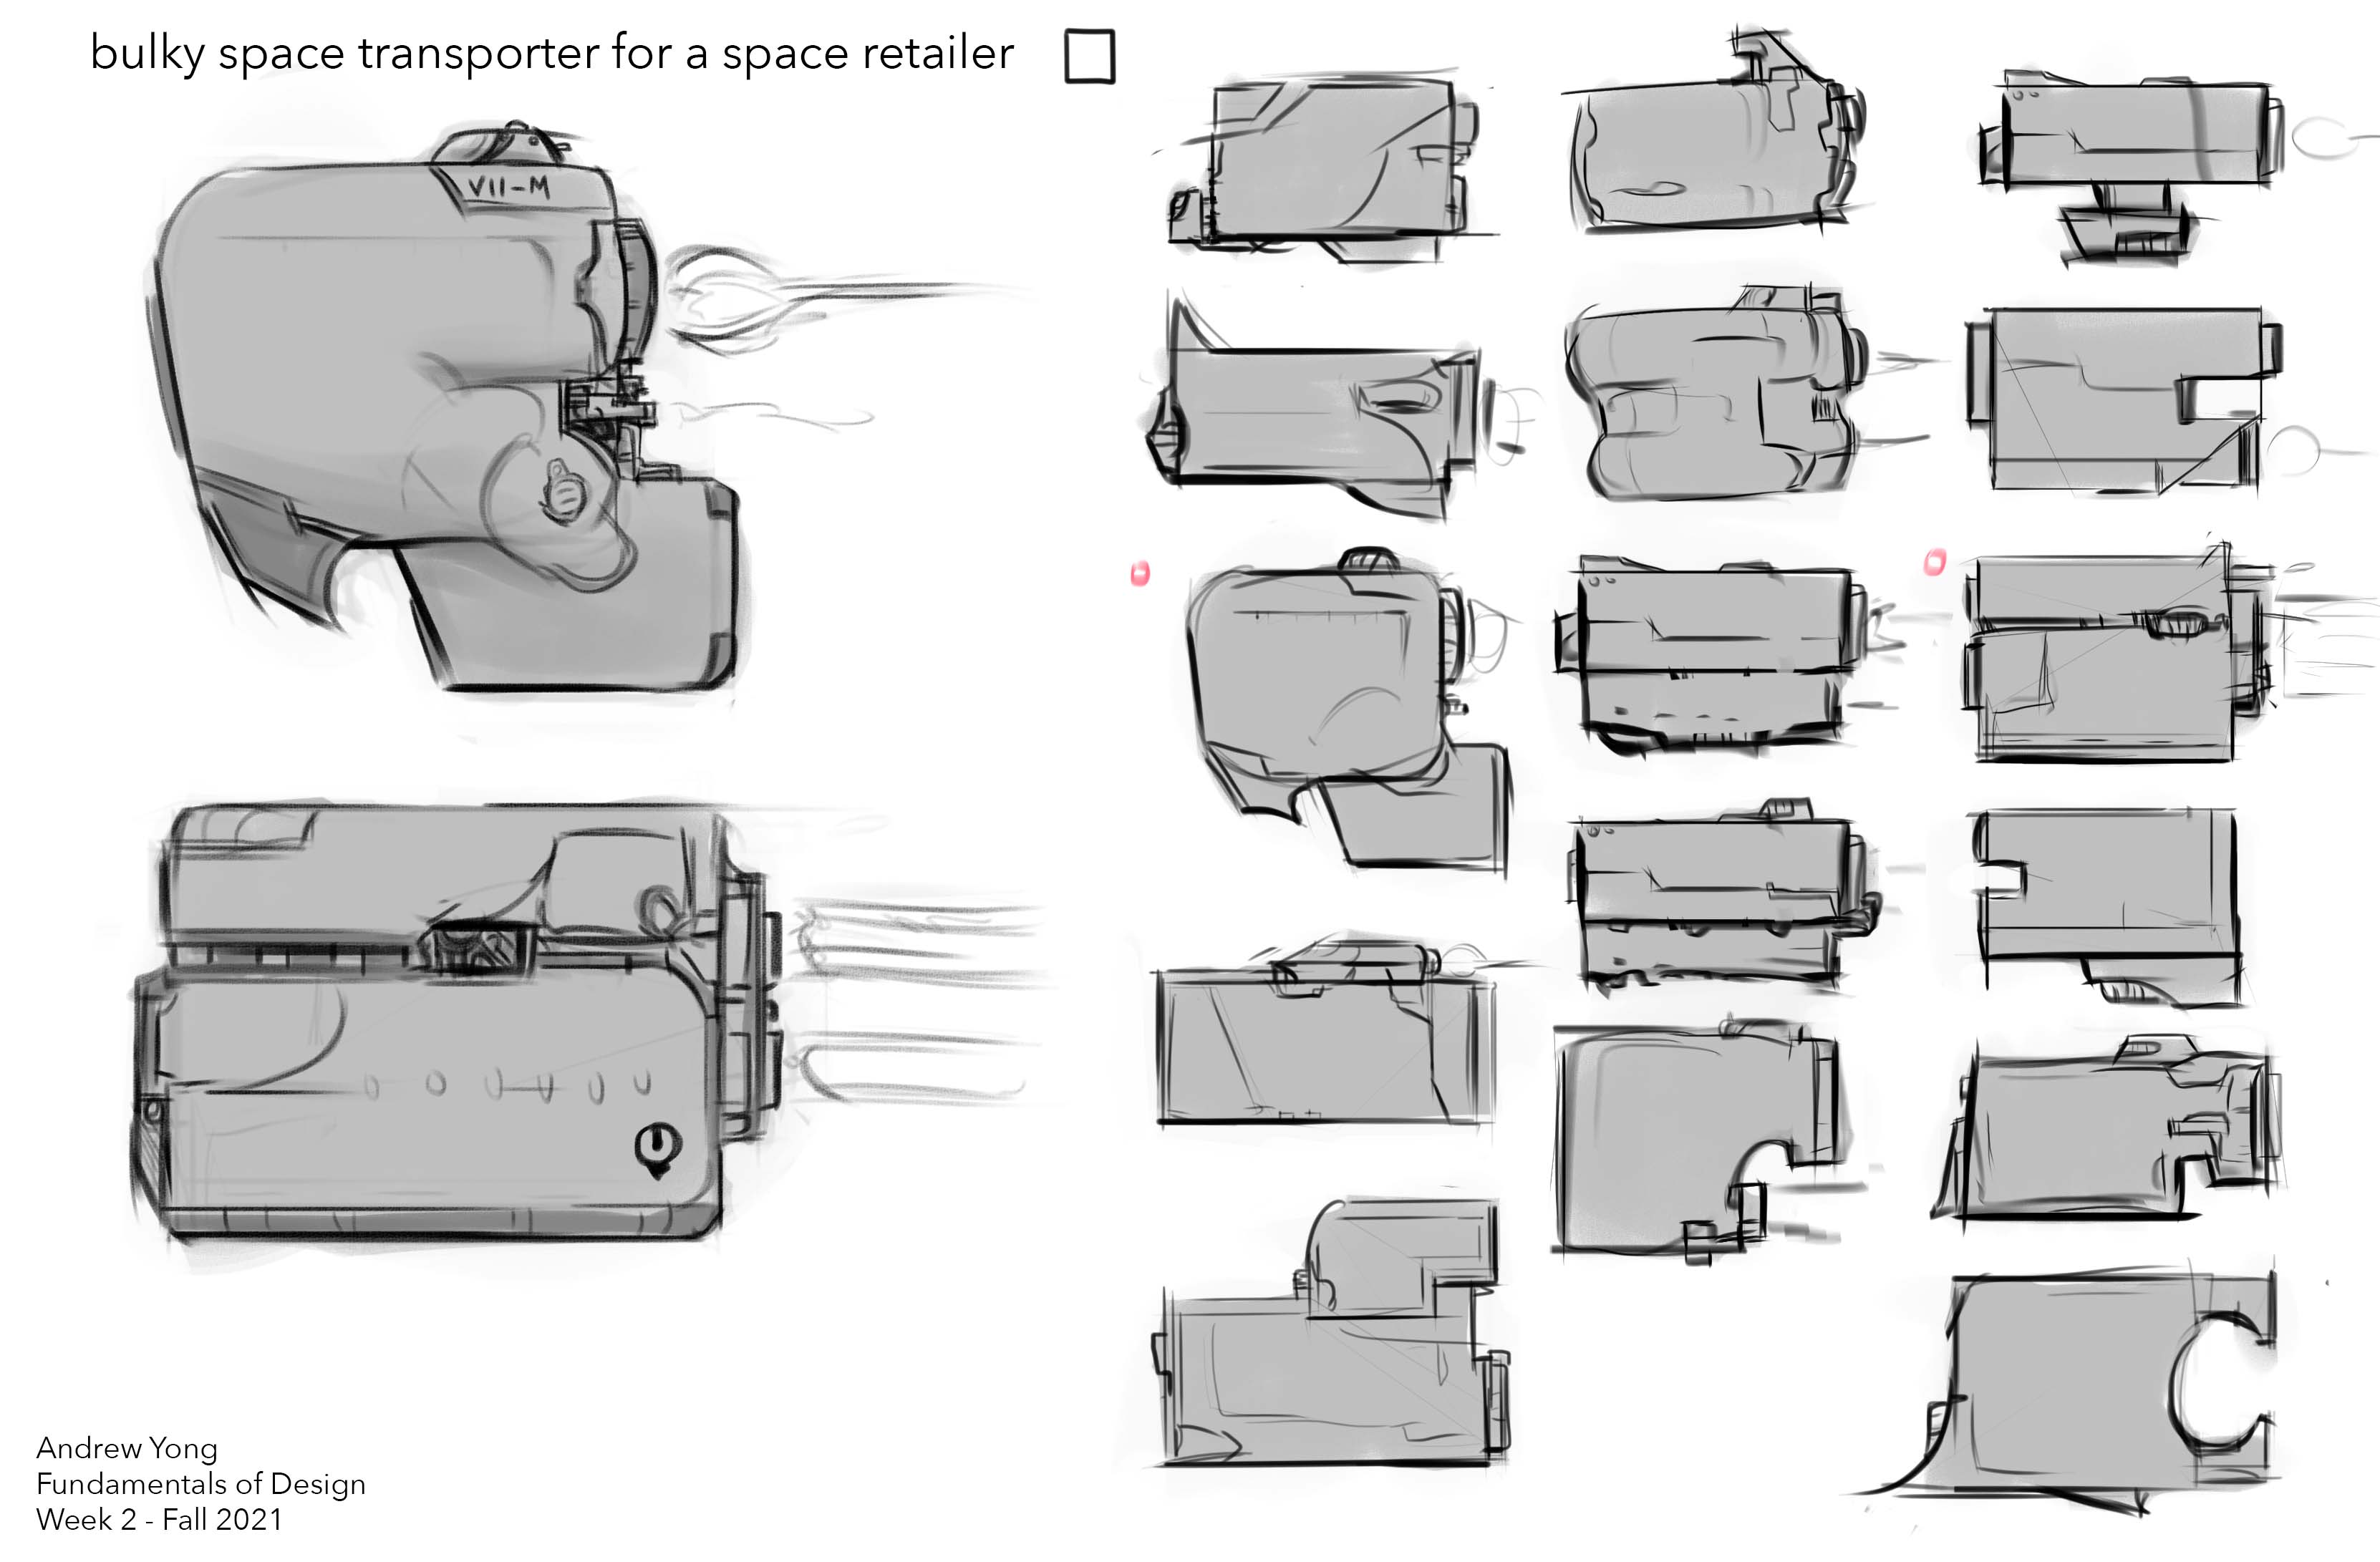 bulky space transporter for a space retailer
VII-M
Andrew Yong
Fundamentals of Design
Week 2 - Fall 2021